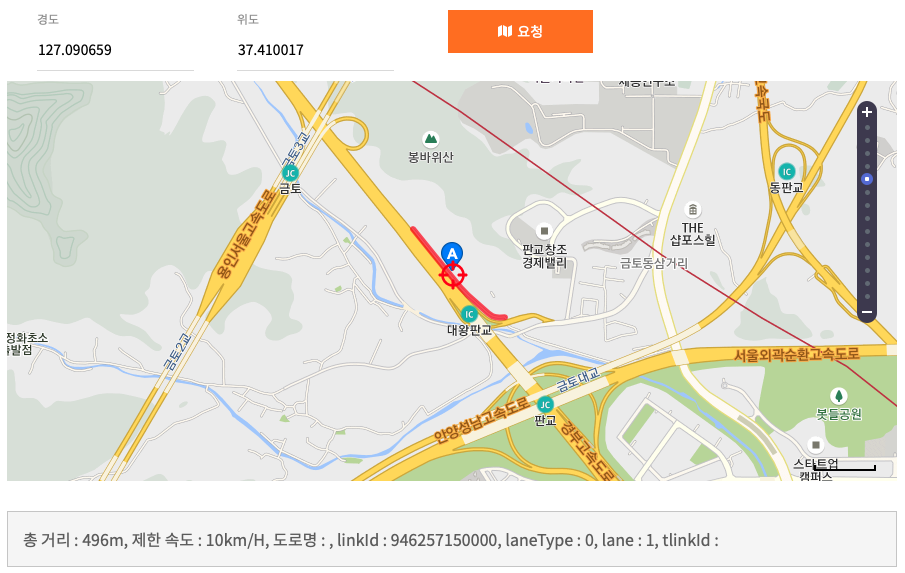 경도
위도
127.090659
37.410017
요청
금토3교
봉바위산
JC
금토
IC
동판교
THE
샵포스힐
용인서울고속도로
A
판교창조
경제밸리
금토동삼거리
IC
대왕판교
정화초소
금토2교
서울외곽순환고속도로
금토대교
JC
판교
안양성남고속도로
경부고속도로
봇들공원
스타트업
캠퍼스
총 거리 : 496m, 제한 속도 : 10km/H, 도로명 : , linkId : 946257150000, laneType : 0, lane : 1, tlinkId :